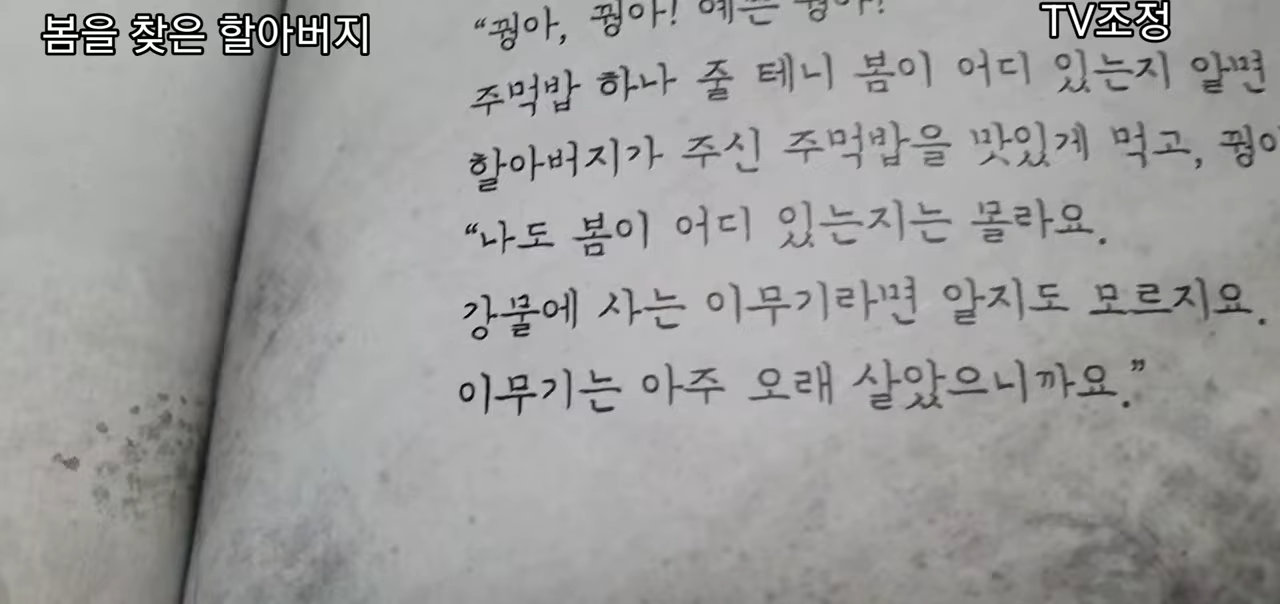 봄을 찾은 할아버지
TV조정
“꿩아, 꿩아! 예쁜 꿩아!
주먹밥 하나 줄 테니 봄이 어디 있는지 알면
할아버지가 주신 주먹밥을 맛있게 먹고,
“나도 봄이 어디 있는지는 몰라요.
강물에 사는 이무기라면 알지도 모르지요.
이무기는 아주 오래 살았으니까요.”